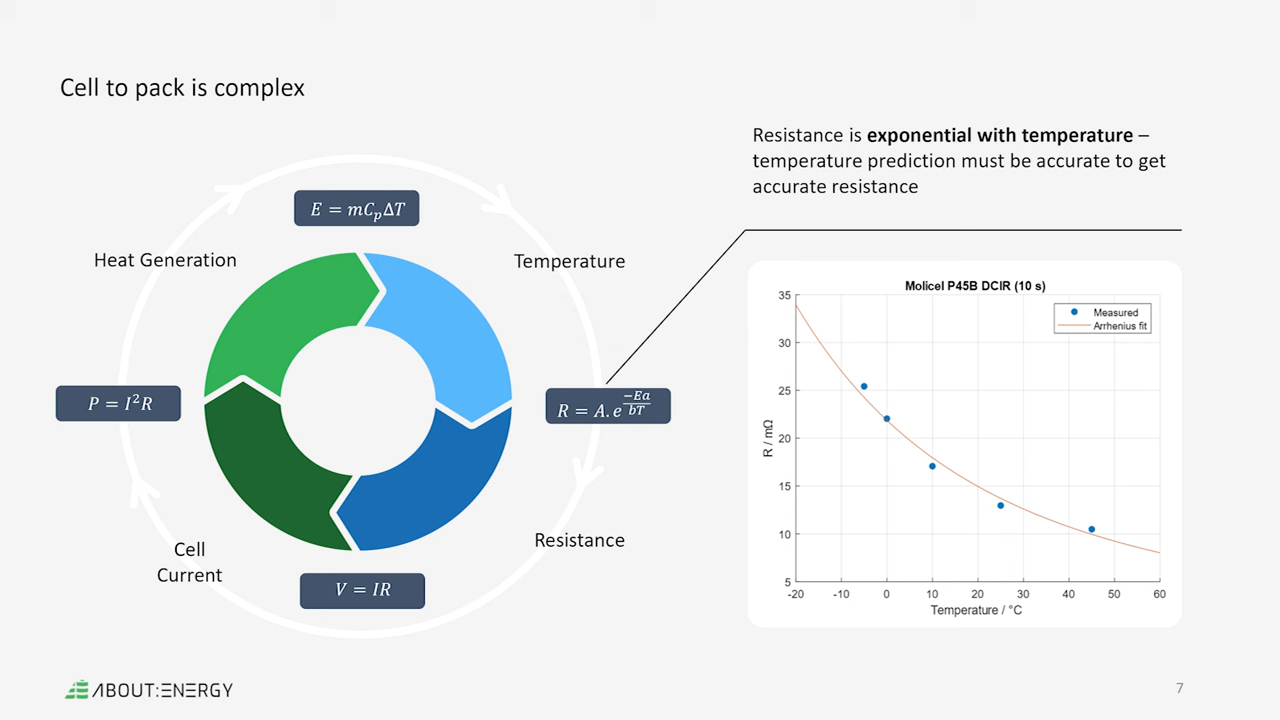 Cell to pack is complex
Resistance is exponential with temperature –
temperature prediction must be accurate to get
accurate resistance
E = mCₚΔT
Heat Generation
Temperature
P = I²R
R = A.e^(-Ea/bT)
Cell
Current
Resistance
V = IR
Molicel P45B DCIR (10 s)
Measured
Arrhenius fit
R / mΩ
35
30
25
20
15
10
5
-20 -10 0 10 20 30 40 50 60
Temperature / °C
ABOUT:ENERGY
7